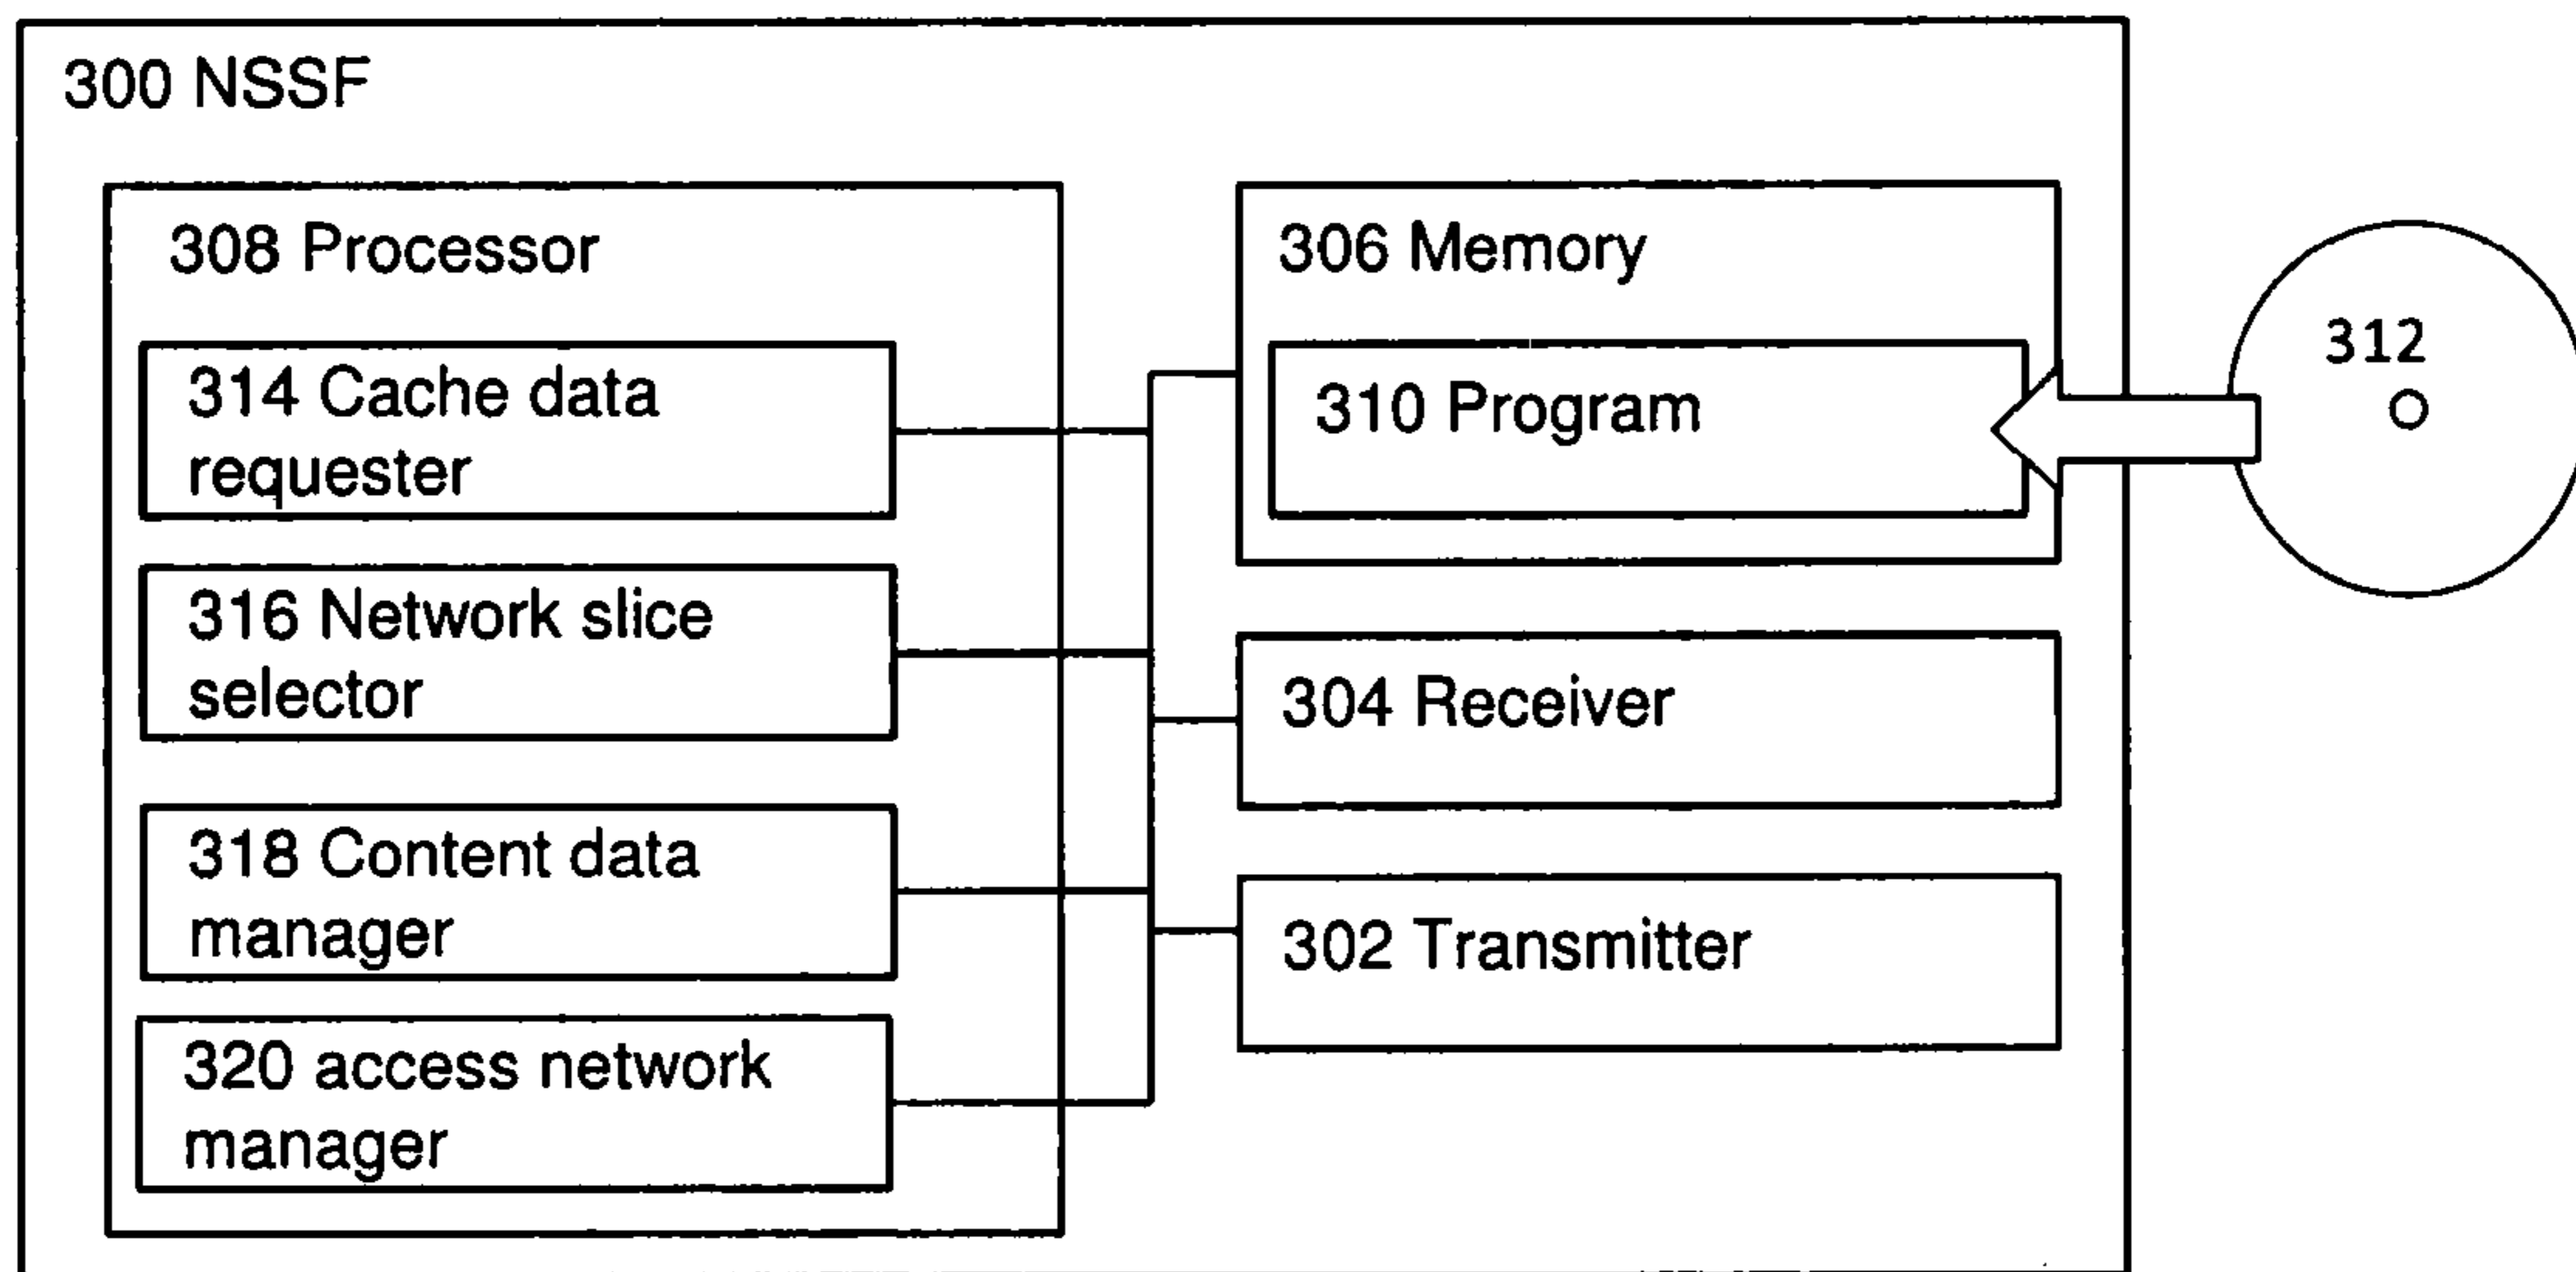 300 NSSF
308 Processor
314 Cache data
requester
316 Network slice
selector
318 Content data
manager
320 access network
manager
306 Memory
310 Program
304 Receiver
302 Transmitter
312